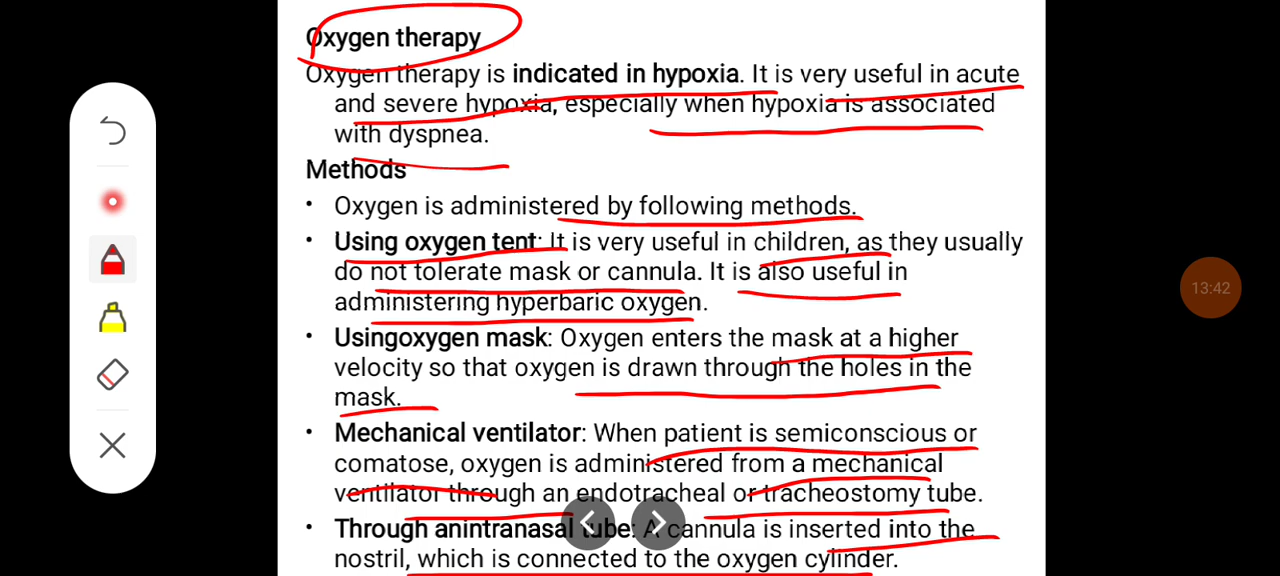 Oxygen therapy
Oxygen therapy is indicated in hypoxia. It is very useful in acute
and severe hypoxia, especially when hypoxia is associated
with dyspnea.
Methods
• Oxygen is administered by following methods.
• Using oxygen tent: It is very useful in children, as they usually
do not tolerate mask or cannula. It is also useful in
administering hyperbaric oxygen.
• Usingoxygen mask: Oxygen enters the mask at a higher
velocity so that oxygen is drawn through the holes in the
mask.
• Mechanical ventilator: When patient is semiconscious or
comatose, oxygen is administered from a mechanical
ventilator through an endotracheal or tracheostomy tube.
• Through anintranasal tube: A cannula is inserted into the
nostril, which is connected to the oxygen cylinder.
13:42